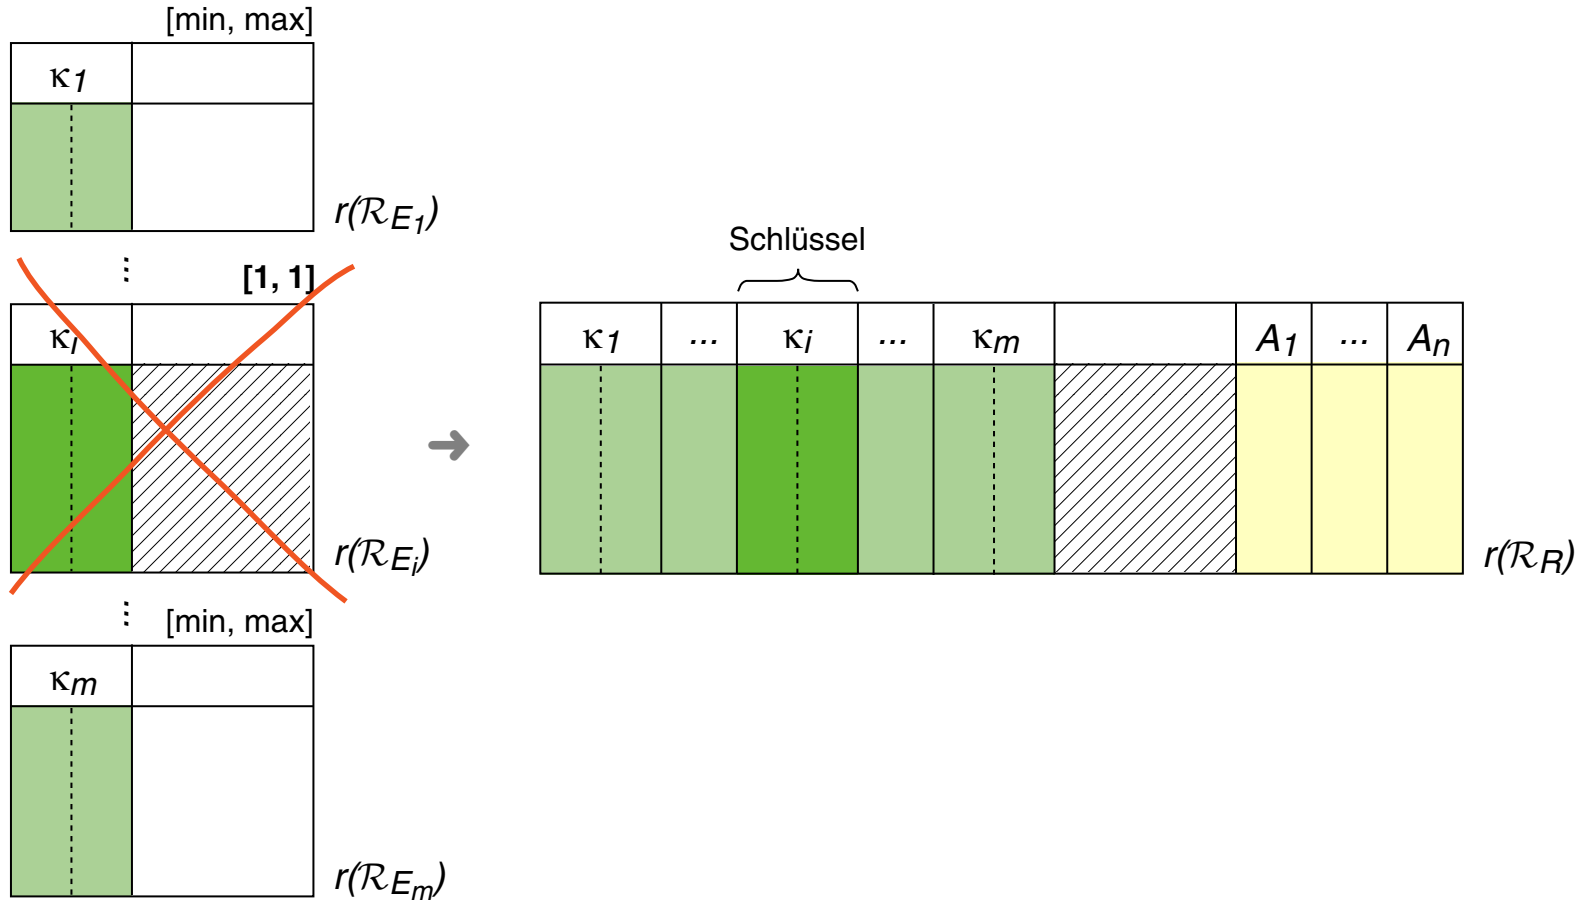 [min, max]
κ1
r(ℛE1)
⋮
[1, 1]
κi
r(ℛEi)
⋮
[min, max]
κm
r(ℛEm)
➜
Schlüssel
κ1 ... κi ... κm A1 ... An
r(ℛR)